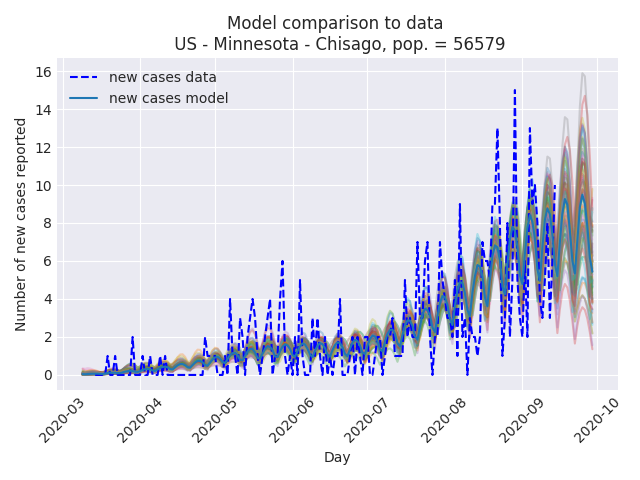 Model comparison to data
US - Minnesota - Chisago, pop. = 56579
new cases data
new cases model
Number of new cases reported
16
14
12
10
8
6
4
2
0
2020-03
2020-04
2020-05
2020-06
2020-07
2020-08
2020-09
2020-10
Day